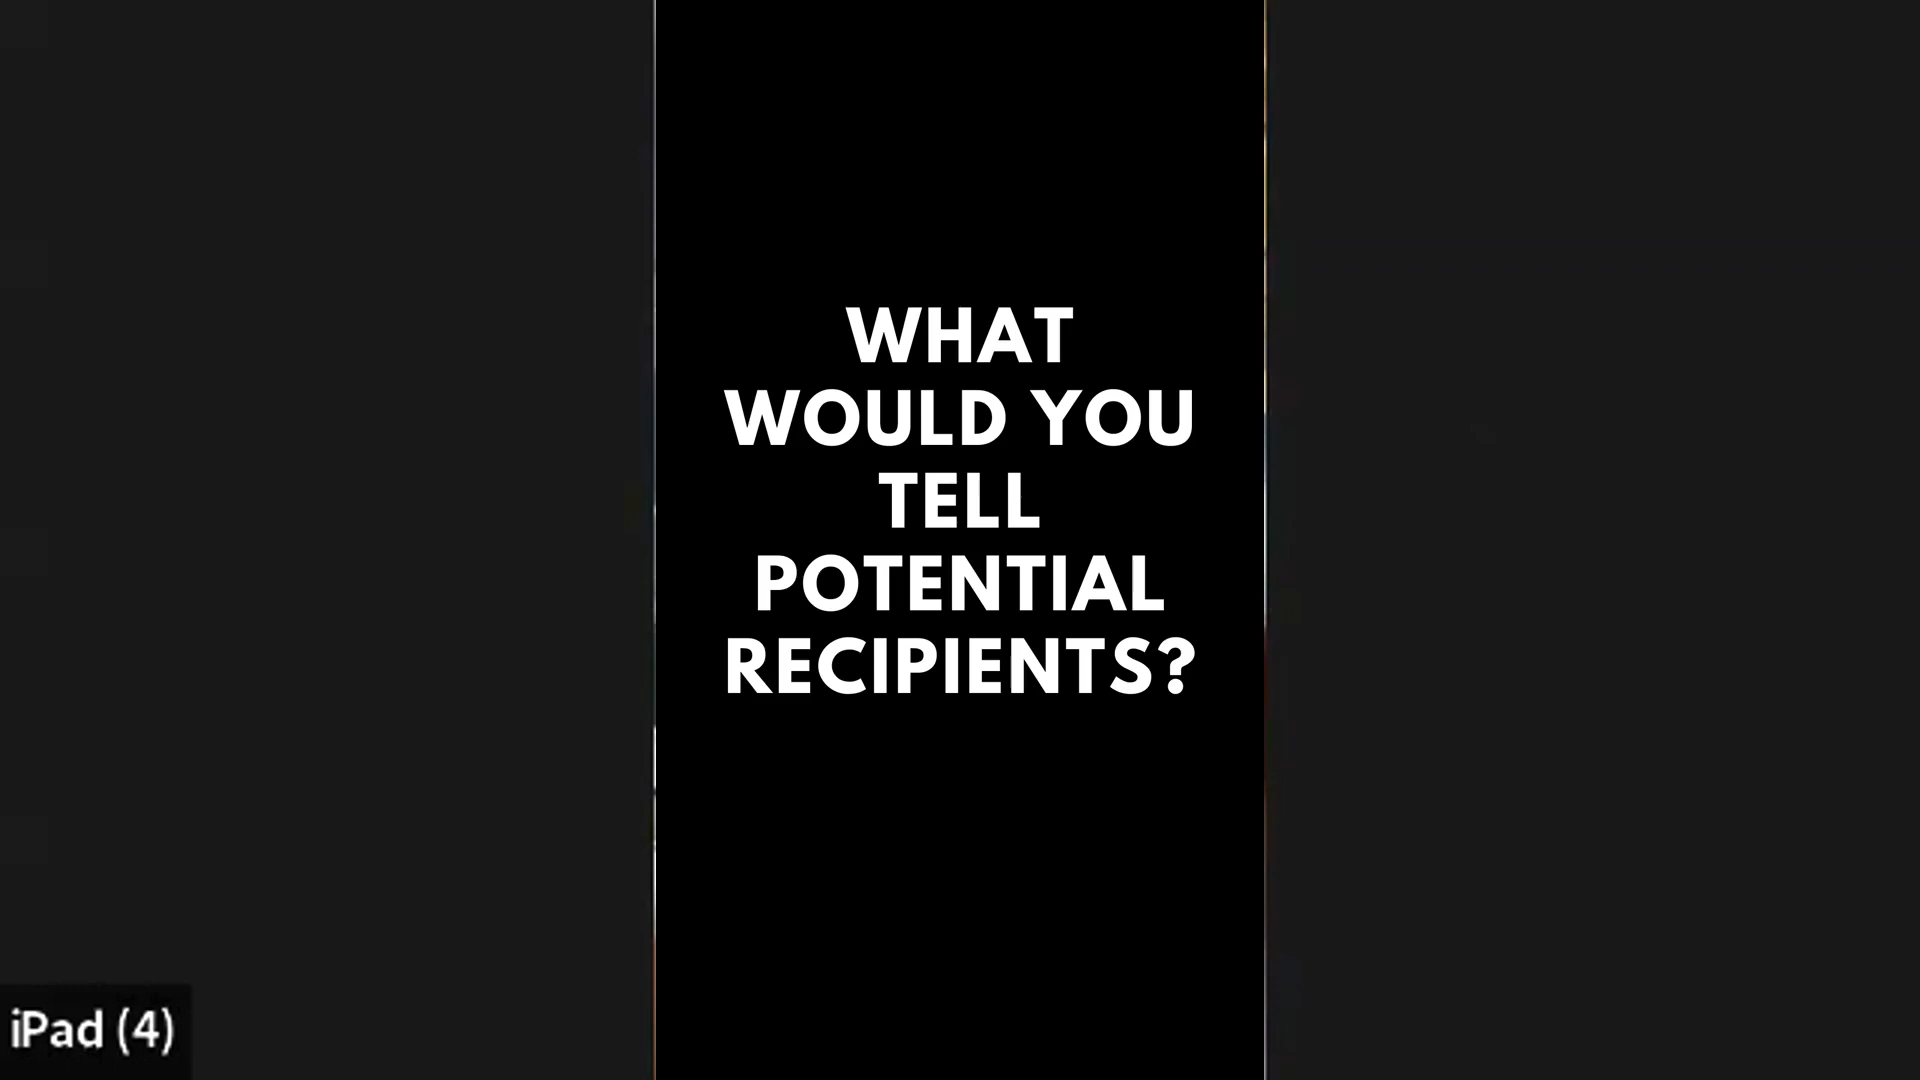 WHAT
WOULD YOU
TELL
POTENTIAL
RECIPIENTS?
iPad (4)